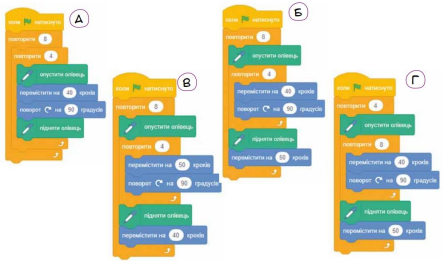 А
коли натиснуто
повторити 8
повторити 4
опустити олівець
перемістити на 40 кроків
поворот на 90 градусів
підняти олівець
Б
коли натиснуто
повторити 8
опустити олівець
повторити 4
перемістити на 40 кроків
поворот на 90 градусів
підняти олівець
перемістити на 50 кроків
В
коли натиснуто
повторити 8
опустити олівець
повторити 4
перемістити на 50 кроків
поворот на 90 градусів
підняти олівець
перемістити на 40 кроків
Г
коли натиснуто
повторити 4
опустити олівець
повторити 8
перемістити на 40 кроків
поворот на 90 градусів
підняти олівець
перемістити на 50 кроків